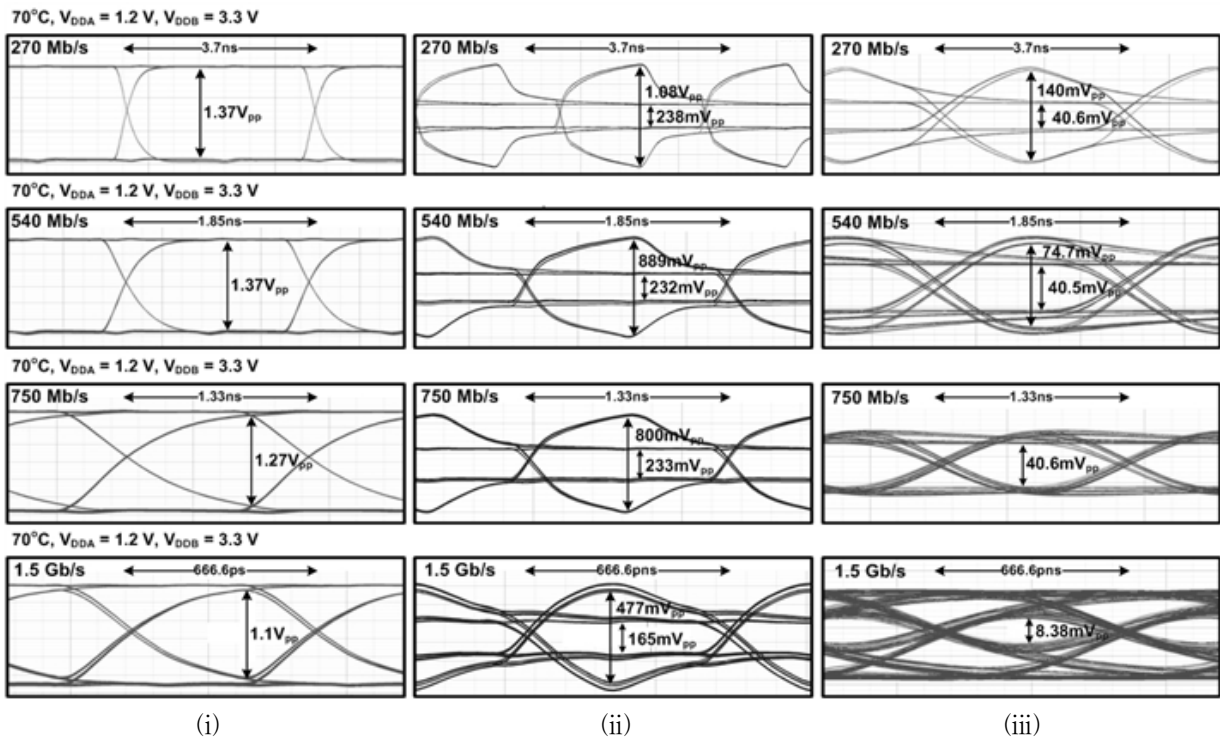 70°C, VDDA = 1.2 V, VDDB = 3.3 V
270 Mb/s 3.7ns 1.37Vpp
270 Mb/s 3.7ns 1.08Vpp 238mVpp
270 Mb/s 3.7ns 140mVpp 40.6mVpp
70°C, VDDA = 1.2 V, VDDB = 3.3 V
540 Mb/s 1.85ns 1.37Vpp
540 Mb/s 1.85ns 889mVpp 232mVpp
540 Mb/s 1.85ns 74.7mVpp 40.5mVpp
70°C, VDDA = 1.2 V, VDDB = 3.3 V
750 Mb/s 1.33ns 1.27Vpp
750 Mb/s 1.33ns 800mVpp 233mVpp
750 Mb/s 1.33ns 40.6mVpp
70°C, VDDA = 1.2 V, VDDB = 3.3 V
1.5 Gb/s 666.6ps 1.1Vpp
1.5 Gb/s 666.6pns 477mVpp 165mVpp
1.5 Gb/s 666.6pns 8.38mVpp
(i) (ii) (iii)